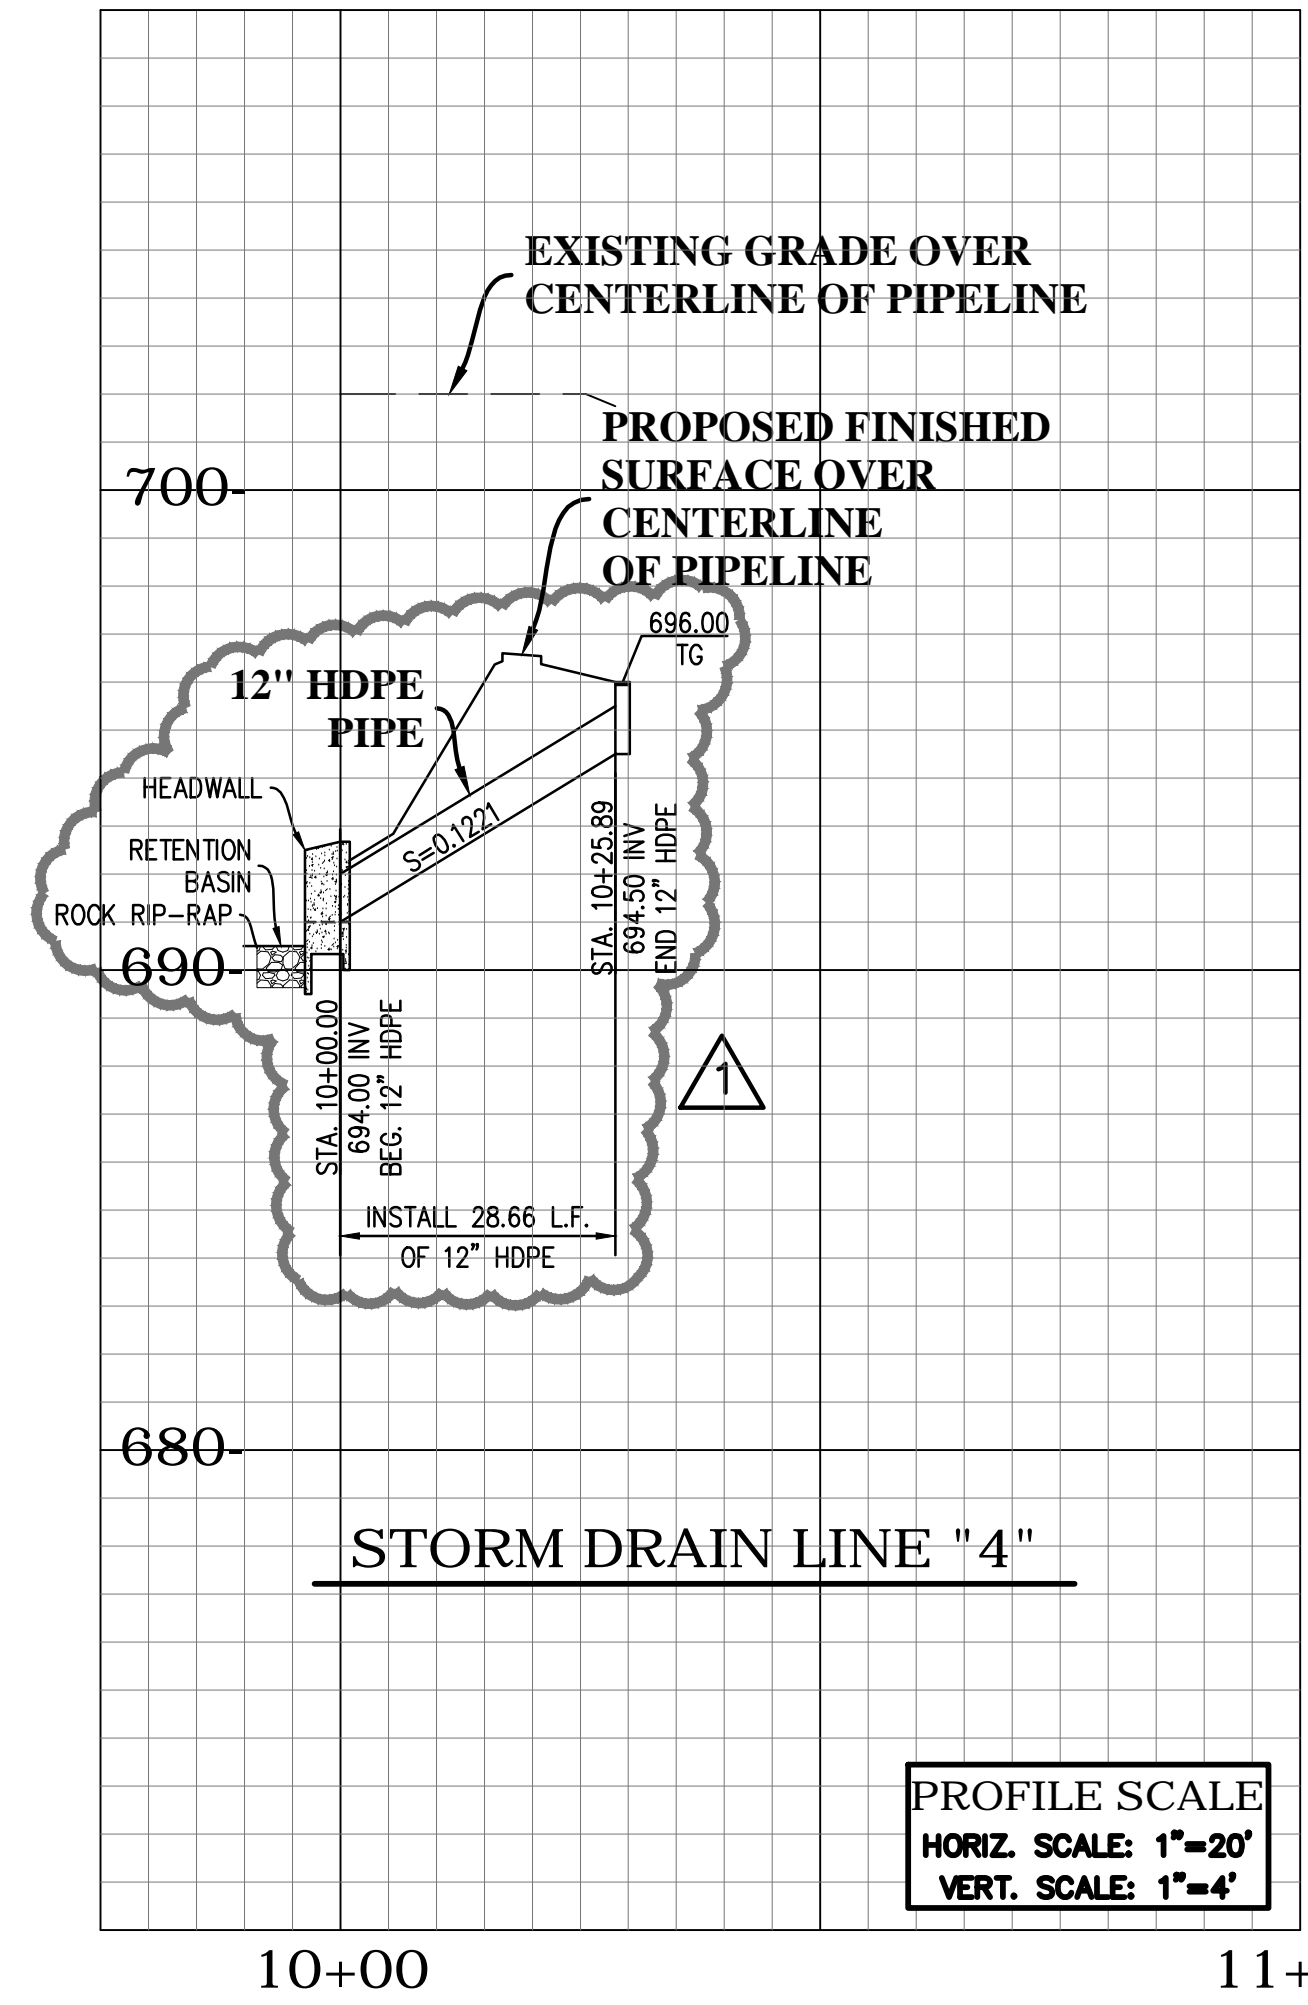 EXISTING GRADE OVER
CENTERLINE OF PIPELINE
PROPOSED FINISHED
SURFACE OVER
CENTERLINE
OF PIPELINE
700-
696.00
TG
12" HDPE
PIPE
HEADWALL
RETENTION
BASIN
ROCK RIP-RAP
S=0.1221
690-
STA. 10+25.89
694.50 INV
END 12" HDPE
STA. 10+00.00
694.00 INV
BEG. 12" HDPE
1
INSTALL 28.66 L.F.
OF 12" HDPE
680-
STORM DRAIN LINE "4"
PROFILE SCALE
HORIZ. SCALE: 1"=20'
VERT. SCALE: 1"=4'
10+00
11+